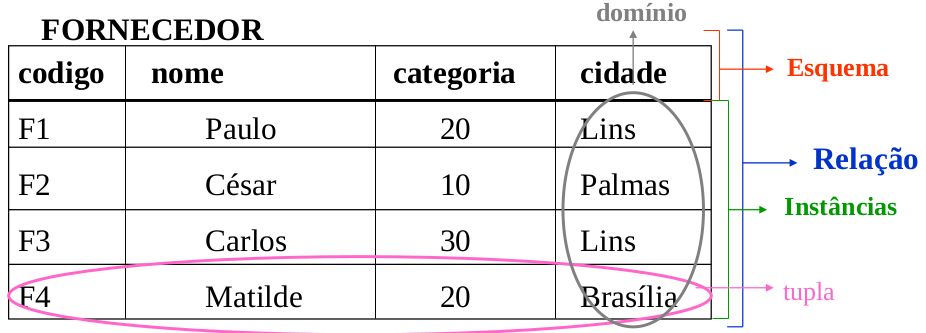 domínio
FORNECEDOR
codigo nome categoria cidade
Esquema
F1 Paulo 20 Lins
Relação
F2 César 10 Palmas
Instâncias
F3 Carlos 30 Lins
F4 Matilde 20 Brasília
tupla